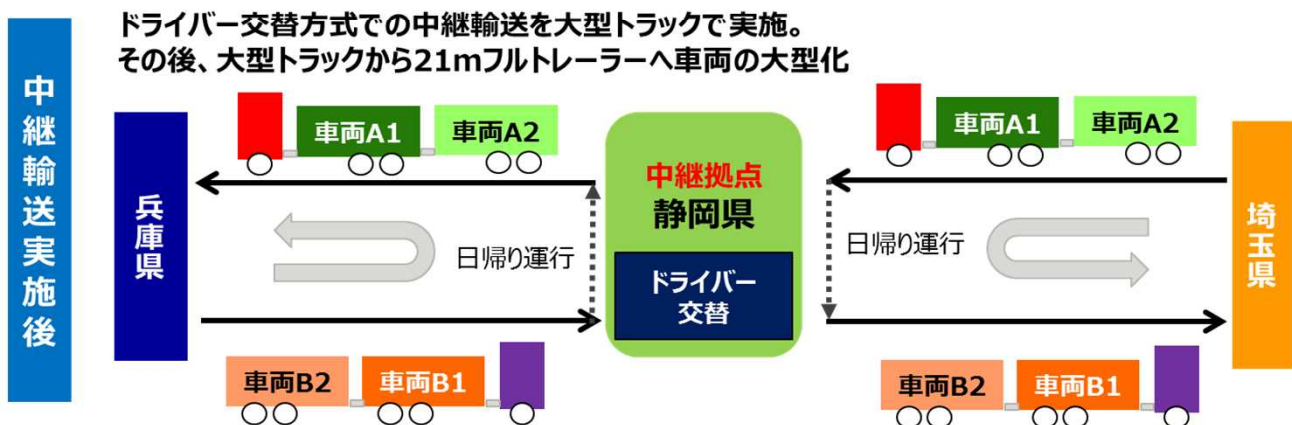 ドライバー交替方式での中継輸送を大型トラックで実施。
その後、大型トラックから21mフルトレーラーへ車両の大型化
中継輸送実施後
兵庫県
車両A1
車両A2
日帰り運行
車両B2
車両B1
中継拠点
静岡県
ドライバー
交替
車両A1
車両A2
日帰り運行
車両B2
車両B1
埼玉県